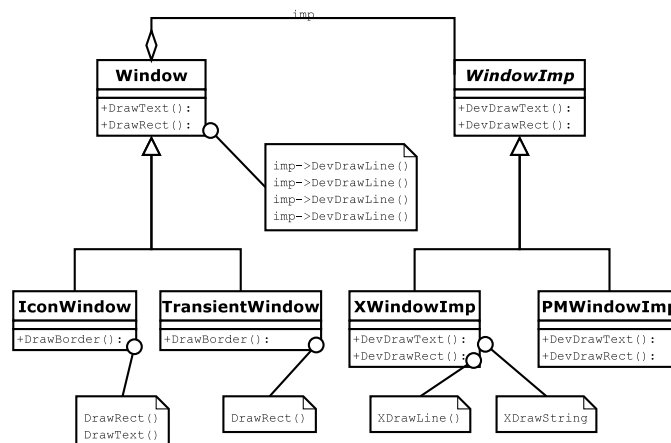 imp
Window
WindowImp
+DrawText():
+DrawRect():
+DevDrawText():
+DevDrawRect():
imp->DevDrawLine()
imp->DevDrawLine()
imp->DevDrawLine()
imp->DevDrawLine()
IconWindow
TransientWindow
XWindowImp
PMWindowImp
+DrawBorder():
+DrawBorder():
+DevDrawText():
+DevDrawRect():
+DevDrawText():
+DevDrawRect():
DrawRect()
DrawText()
DrawRect()
XDrawLine()
XDrawString